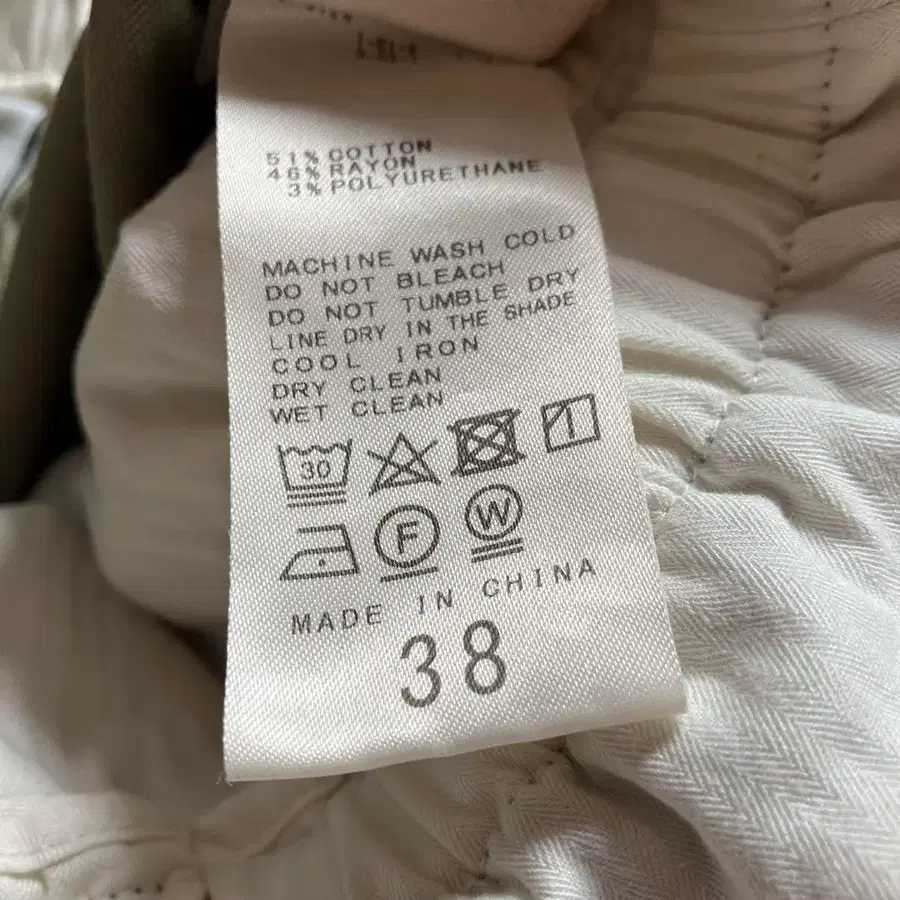 51% COTTON
46% RAYON
3% POLYURETHANE
MACHINE WASH COLD
DO NOT BLEACH
DO NOT TUMBLE DRY
LINE DRY IN THE SHADE
COOL IRON
DRY CLEAN
WET CLEAN
30
F W
MADE IN CHINA
38